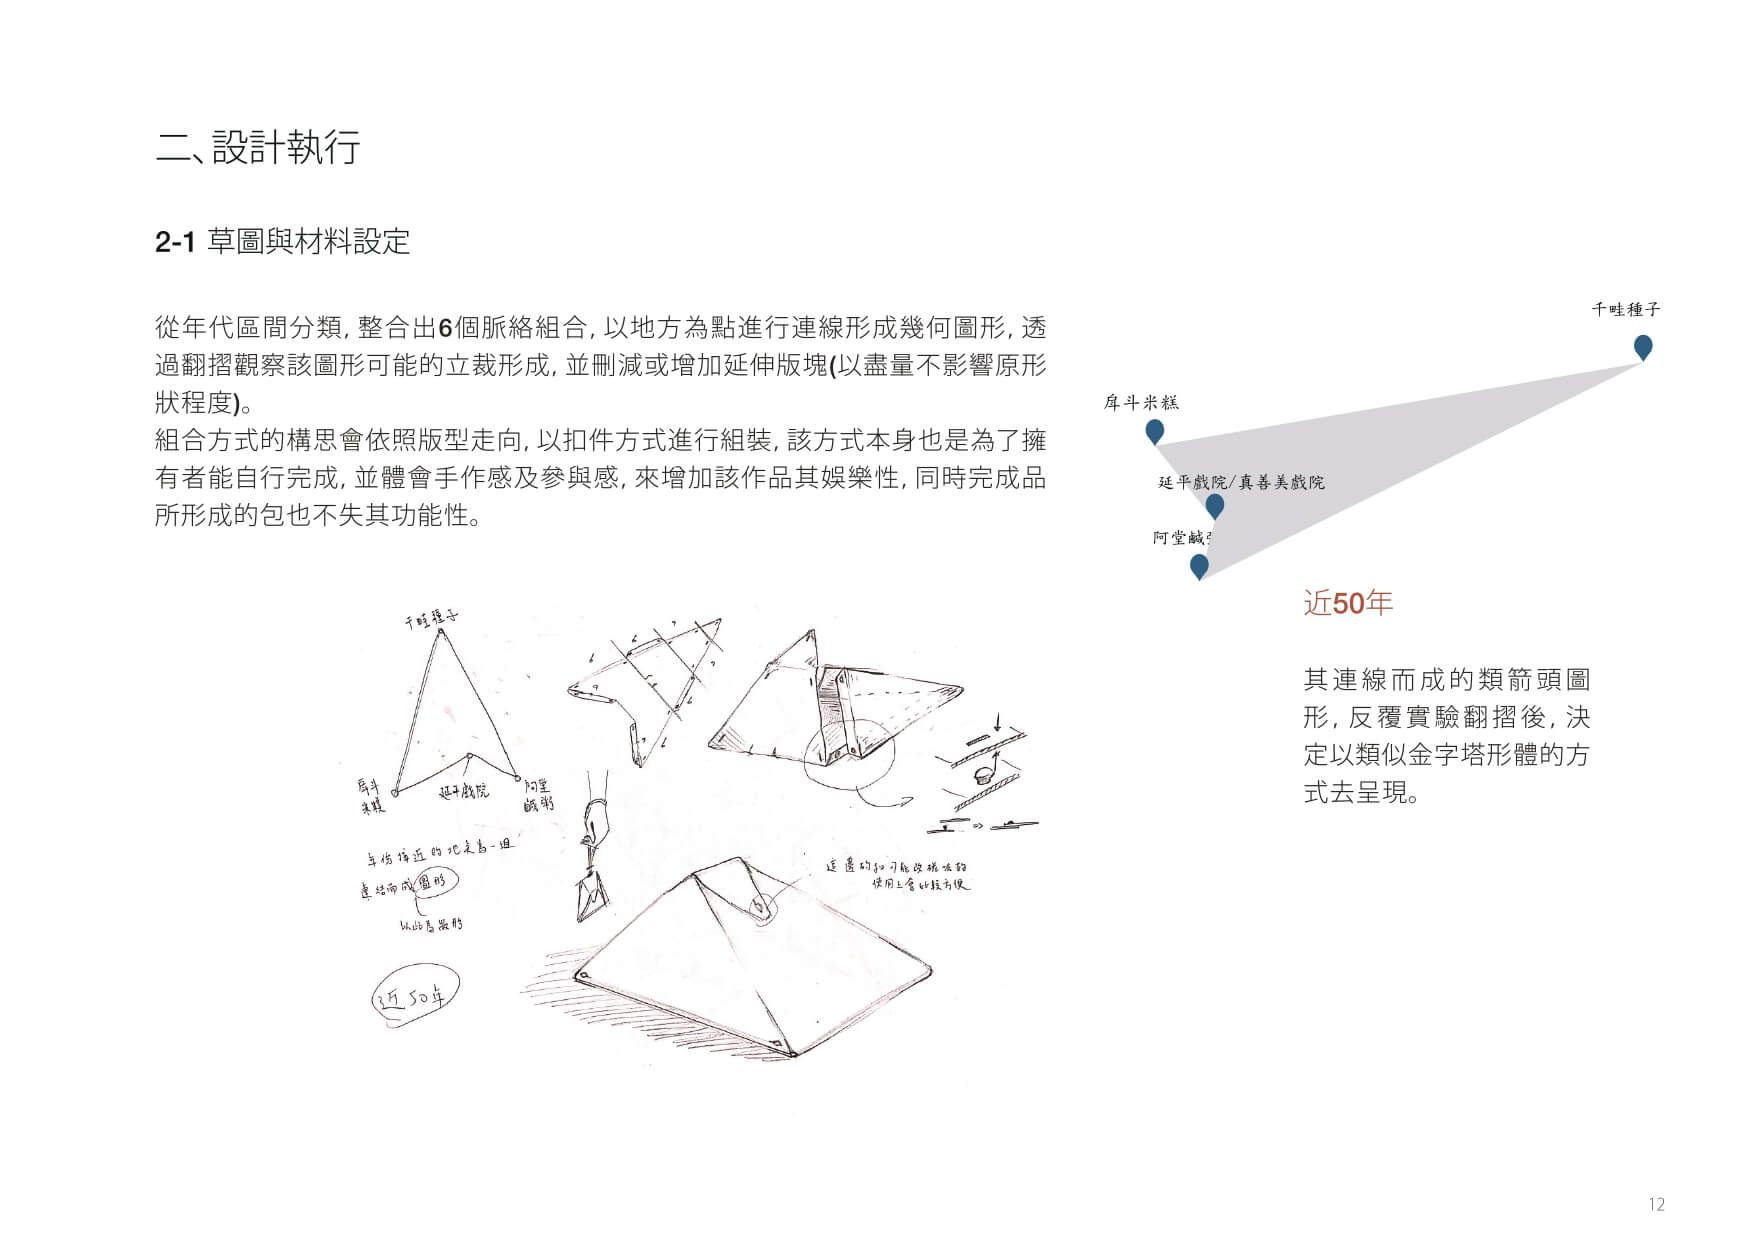 二、設計執行
2-1 草圖與材料設定
從年代區間分類, 整合出6個脈絡組合, 以地方為點進行連線形成幾何圖形, 透
過翻摺觀察該圖形可能的立裁形成, 並刪減或增加延伸版塊(以盡量不影響原形
狀程度)。
組合方式的構思會依照版型走向, 以扣件方式進行組裝, 該方式本身也是為了擁
有者能自行完成, 並體會手作感及參與感, 來增加該作品其娛樂性, 同時完成品
所形成的包也不失其功能性。
千畦種子
戽斗米糕
延平戲院/真善美戲院
阿堂鹹
近50年
其連線而成的類箭頭圖
形, 反覆實驗翻摺後, 決
定以類似金字塔形體的方
式去呈現。
千畦種子
戽斗
米糕
延平戲院
阿堂
鹹粥
年份接近的地點為一組
連結而成圖形
以此為版形
近50年
這邊的扣可能改磁吸的
使用上會比較方便
12